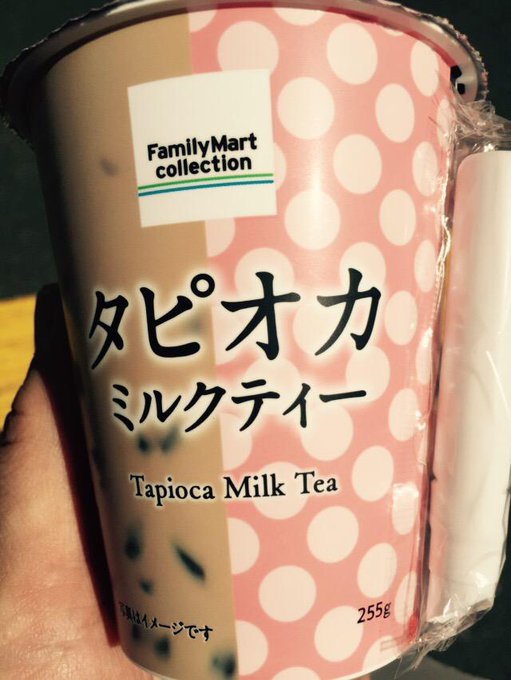 FamilyMart
collection
タピオカ
ミルクティー
Tapioca Milk Tea
255g
写真はイメージです